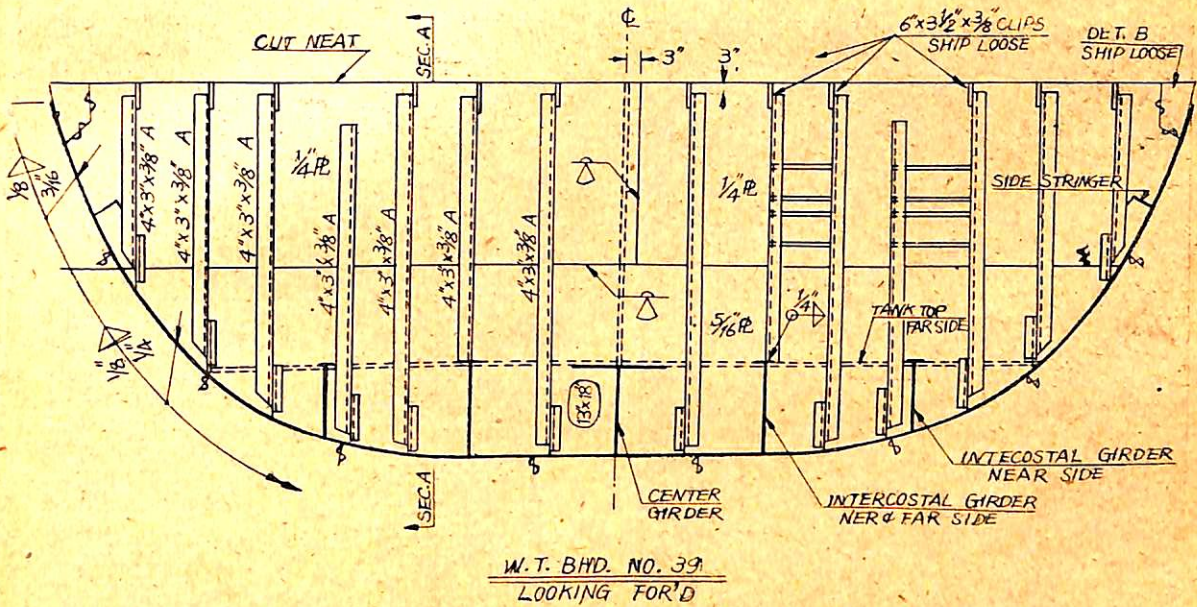 ℄
6"x3½"x⅜" CLIPS
SHIP LOOSE
DET. B
SHIP LOOSE
CUT NEAT
SEC. A
3"
3"
4"x3"x⅜" A
4"x3"x⅜" A
4"x3"x⅜" A
¼" PL
4"x3"x⅜" A
4"x3"x⅜" A
4"x3"x⅜" A
4"x3"x⅜" A
¼" PL
SIDE STRINGER
1/8"
3/16
5/16" PL
¼"
TANK TOP
FAR SIDE
1/8"
1/4
13"x18"
INTECOSTAL GIRDER
NEAR SIDE
CENTER
GIRDER
INTERCOSTAL GIRDER
NER & FAR SIDE
SEC. A
W.T. BHD. NO. 39
LOOKING FOR'D